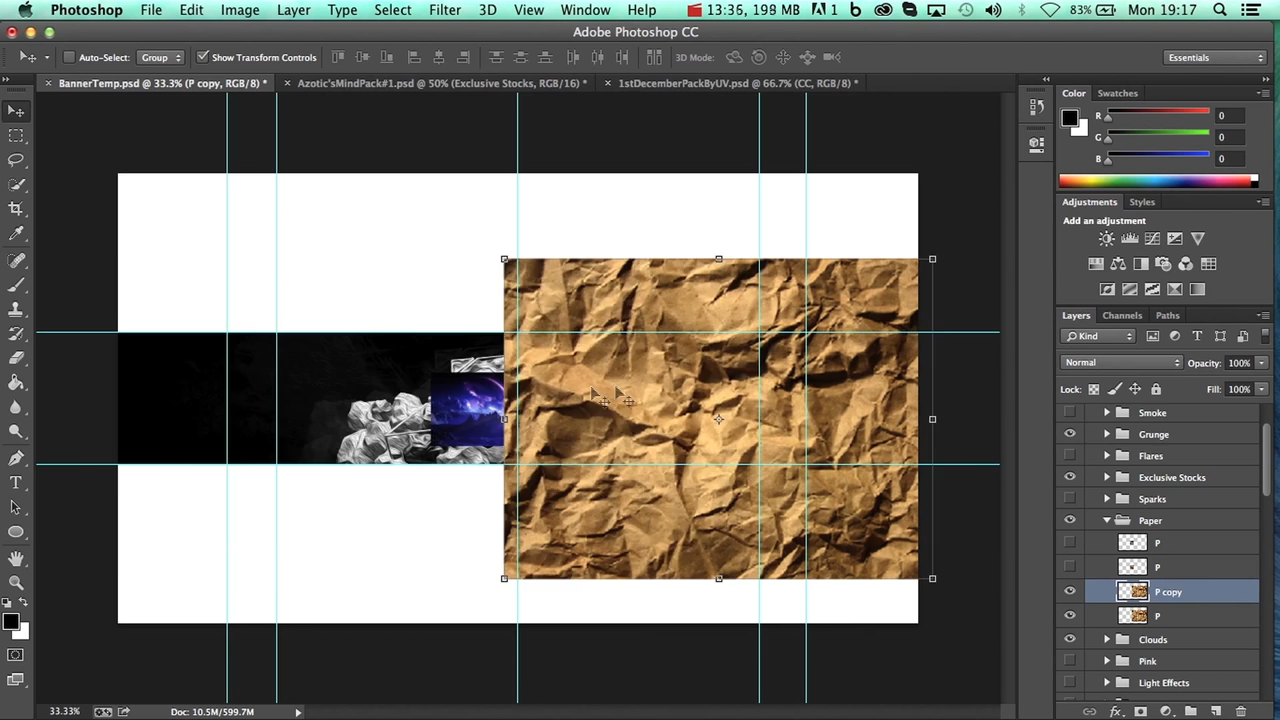 Photoshop File Edit Image Layer Type Select Filter 3D View Window Help 13:36, 198 MB 1 83% Mon 19:17
Adobe Photoshop CC
Auto-Select: Group Show Transform Controls 3D Mode: Essentials
BannerTemp.psd @ 33.3% (P copy, RGB/8) * Azotic'sMindPack#1.psd @ 50% (Exclusive Stocks, RGB/16) * 1stDecemberPackByUV.psd @ 66.7% (CC, RGB/8) *
Color Swatches
R 0
G 0
B 0
Adjustments Styles
Add an adjustment
Layers Channels Paths
Kind
Normal Opacity: 100%
Lock: Fill: 100%
Smoke
Grunge
Flares
Exclusive Stocks
Sparks
Paper
P
P
P copy
P
Clouds
Pink
Light Effects
33.33% Doc: 10.5M/599.7M